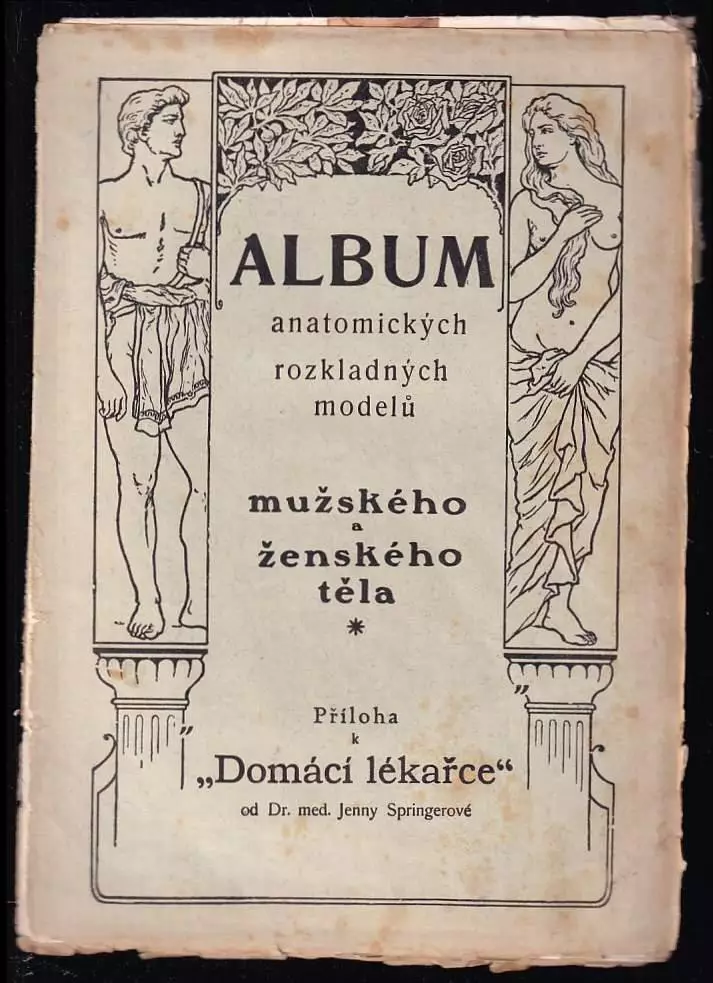 ALBUM
anatomických
rozkladných
modelů
mužského
a
ženského
těla
*
Příloha
k
„Domácí lékařce“
od Dr. med. Jenny Springerové